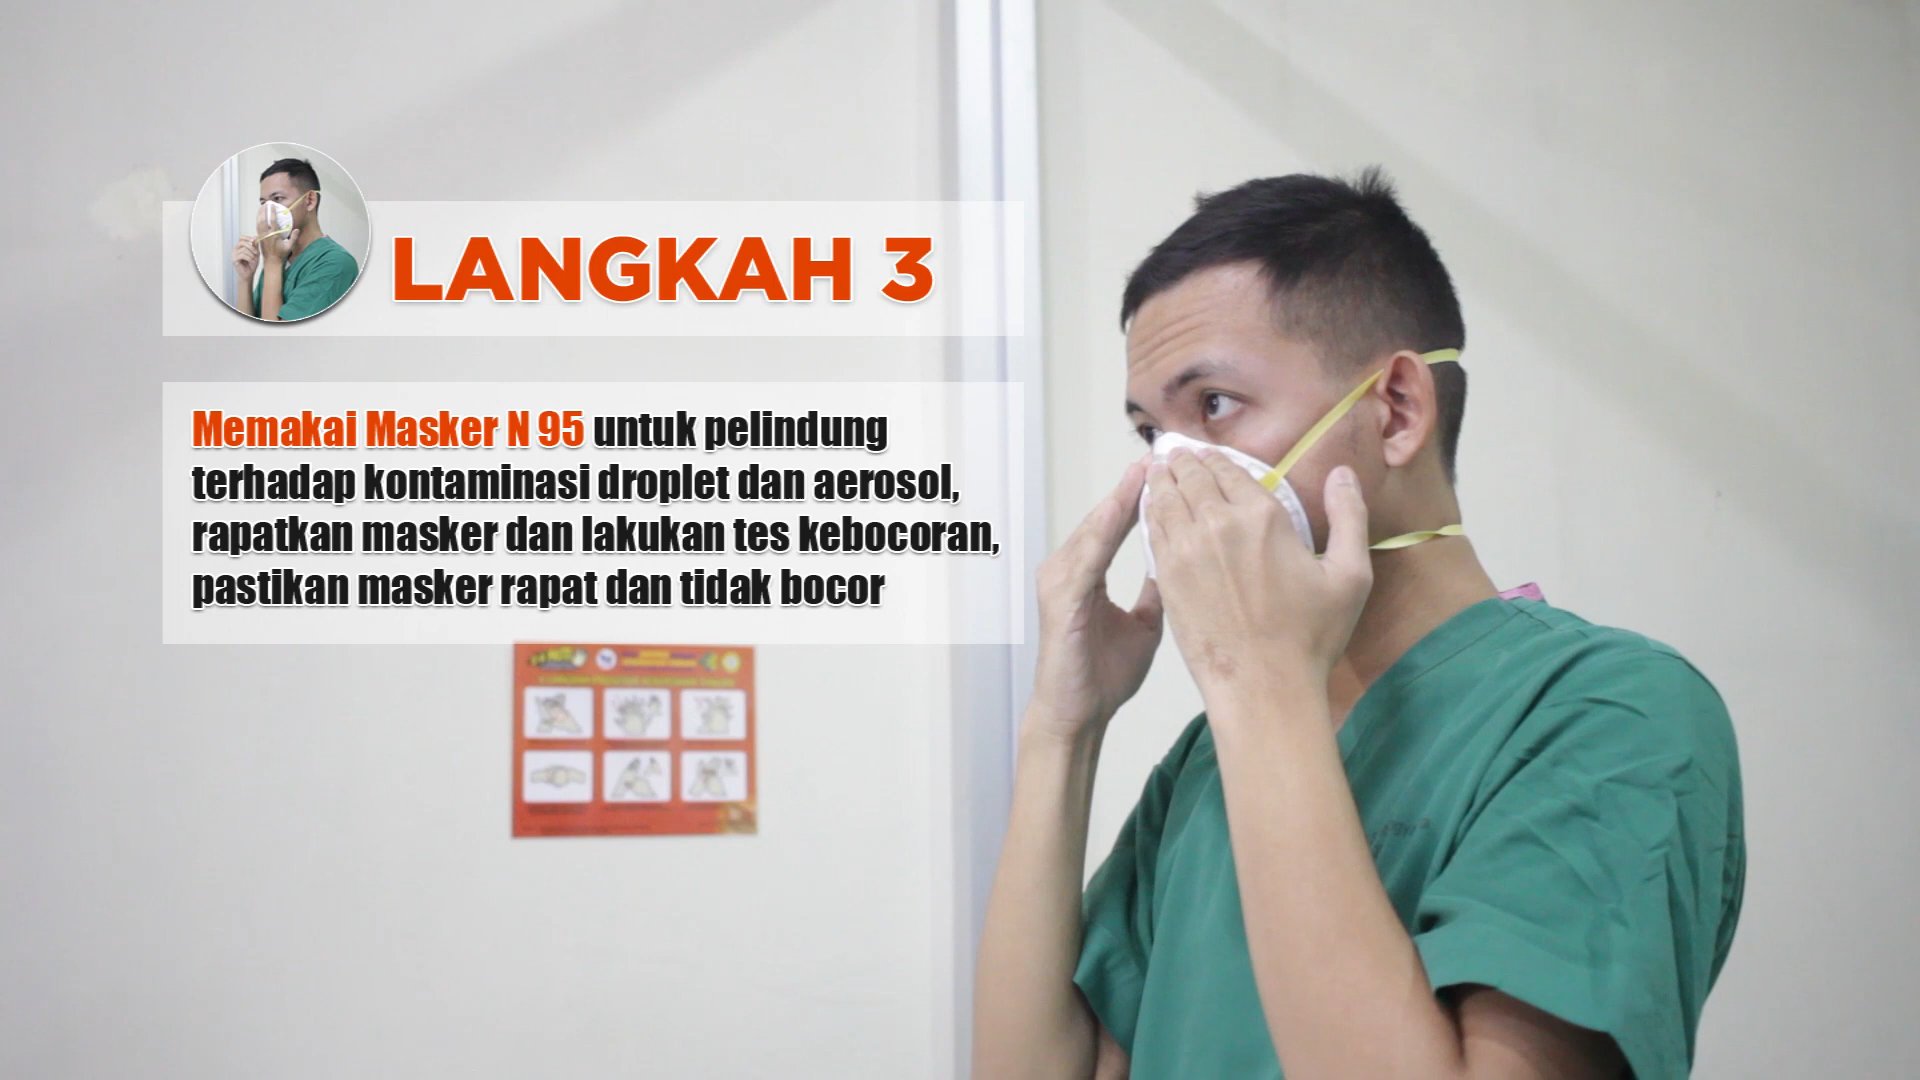 LANGKAH 3
Memakai Masker N 95 untuk pelindung
terhadap kontaminasi droplet dan aerosol,
rapatkan masker dan lakukan tes kebocoran,
pastikan masker rapat dan tidak bocor